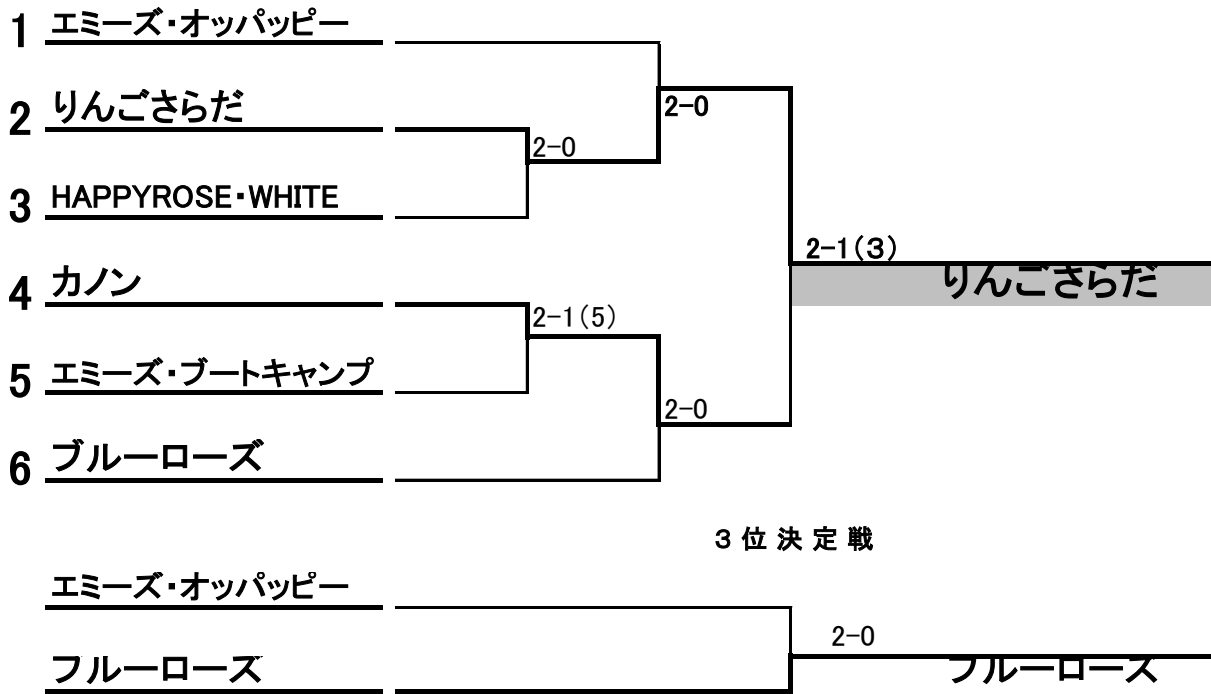 1 エミーズ・オッパッピー
2-0
2 りんごさらだ
2-0
3 HAPPYROSE・WHITE
2-1(3)
りんごさらだ
4 カノン
2-1(5)
5 エミーズ・ブートキャンプ
2-0
6 ブルーローズ
3位決定戦
エミーズ・オッパッピー
2-0
ブルーローズ
ブルーローズ